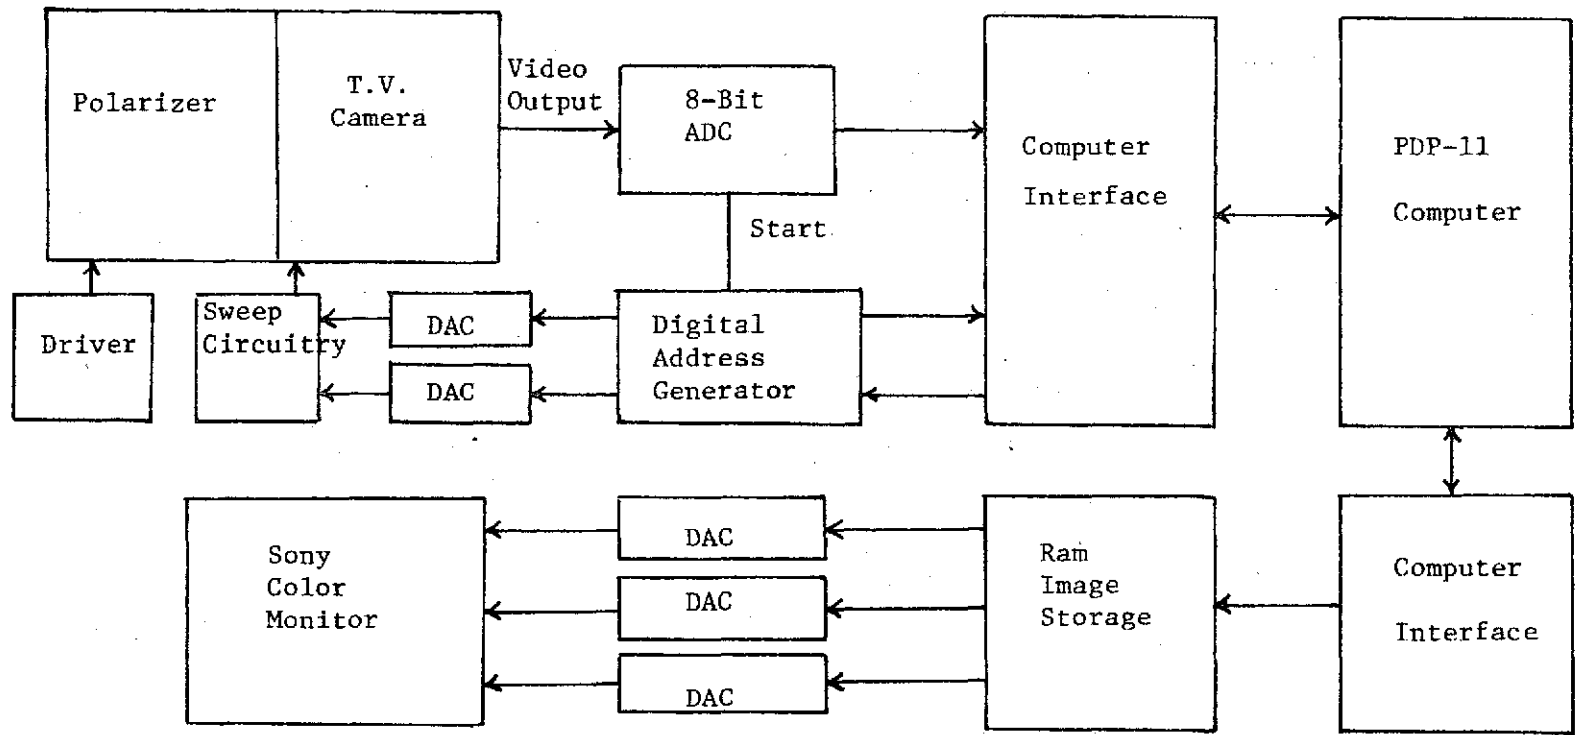 Polarizer
T.V.
Camera
Video
Output
8-Bit
ADC
Computer
Interface
PDP-11
Computer
Start
Driver
Sweep
Circuitry
DAC
DAC
Digital
Address
Generator
Sony
Color
Monitor
DAC
DAC
DAC
Ram
Image
Storage
Computer
Interface